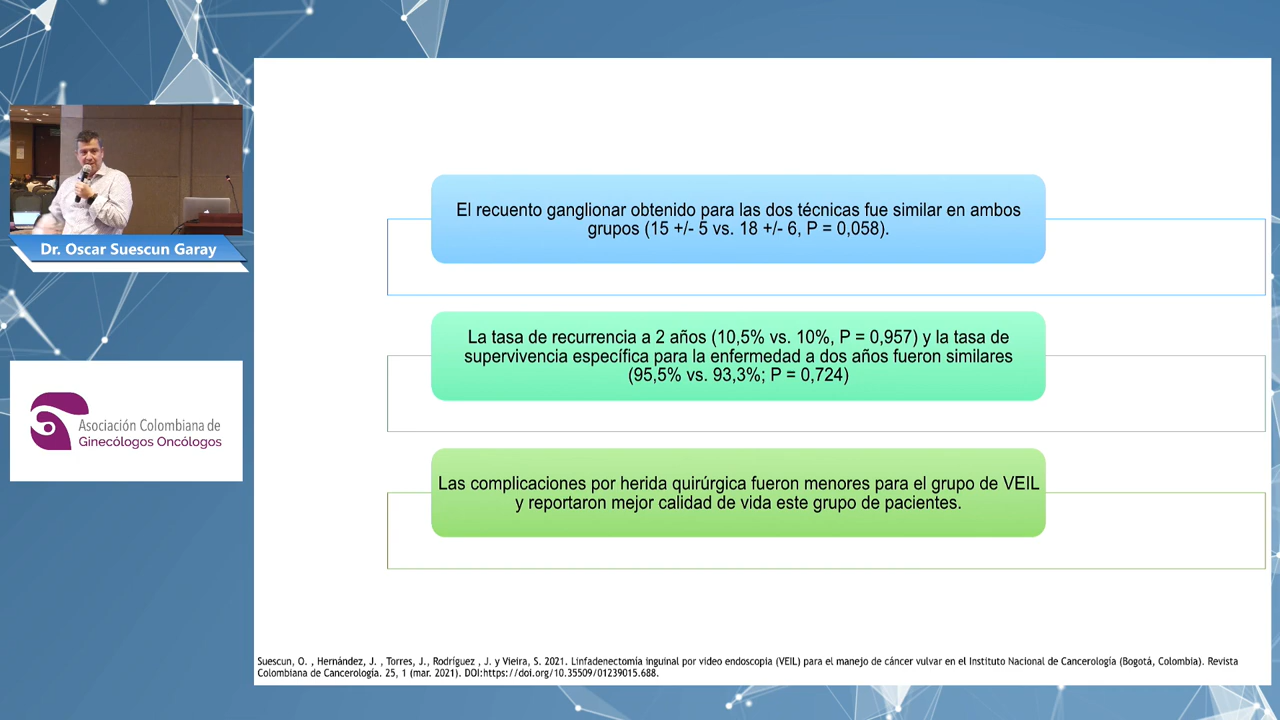 Dr. Oscar Suescun Garay
Asociación Colombiana de
Ginecólogos Oncólogos
El recuento ganglionar obtenido para las dos técnicas fue similar en ambos
grupos (15 +/- 5 vs. 18 +/- 6, P = 0,058).
La tasa de recurrencia a 2 años (10,5% vs. 10%, P = 0,957) y la tasa de
supervivencia específica para la enfermedad a dos años fueron similares
(95,5% vs. 93,3%; P = 0,724)
Las complicaciones por herida quirúrgica fueron menores para el grupo de VEIL
y reportaron mejor calidad de vida este grupo de pacientes.
Suescun, O. , Hernández, J. , Torres, J., Rodríguez , J. y Vieira, S. 2021. Linfadenectomía inguinal por video endoscopia (VEIL) para el manejo de cáncer vulvar en el Instituto Nacional de Cancerología (Bogotá, Colombia). Revista
Colombiana de Cancerología. 25, 1 (mar. 2021). DOI:https://doi.org/10.35509/01239015.688.